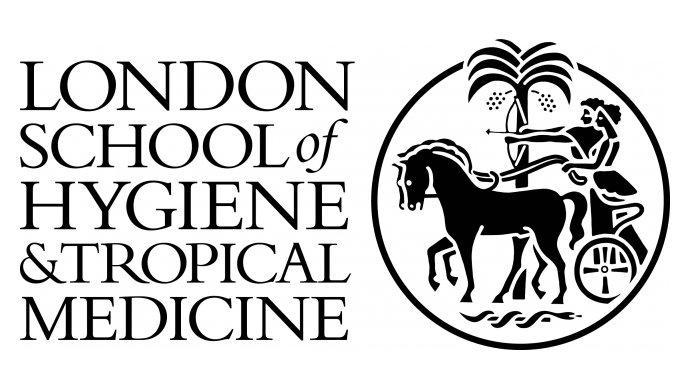 LONDON
SCHOOL of
HYGIENE
& TROPICAL
MEDICINE